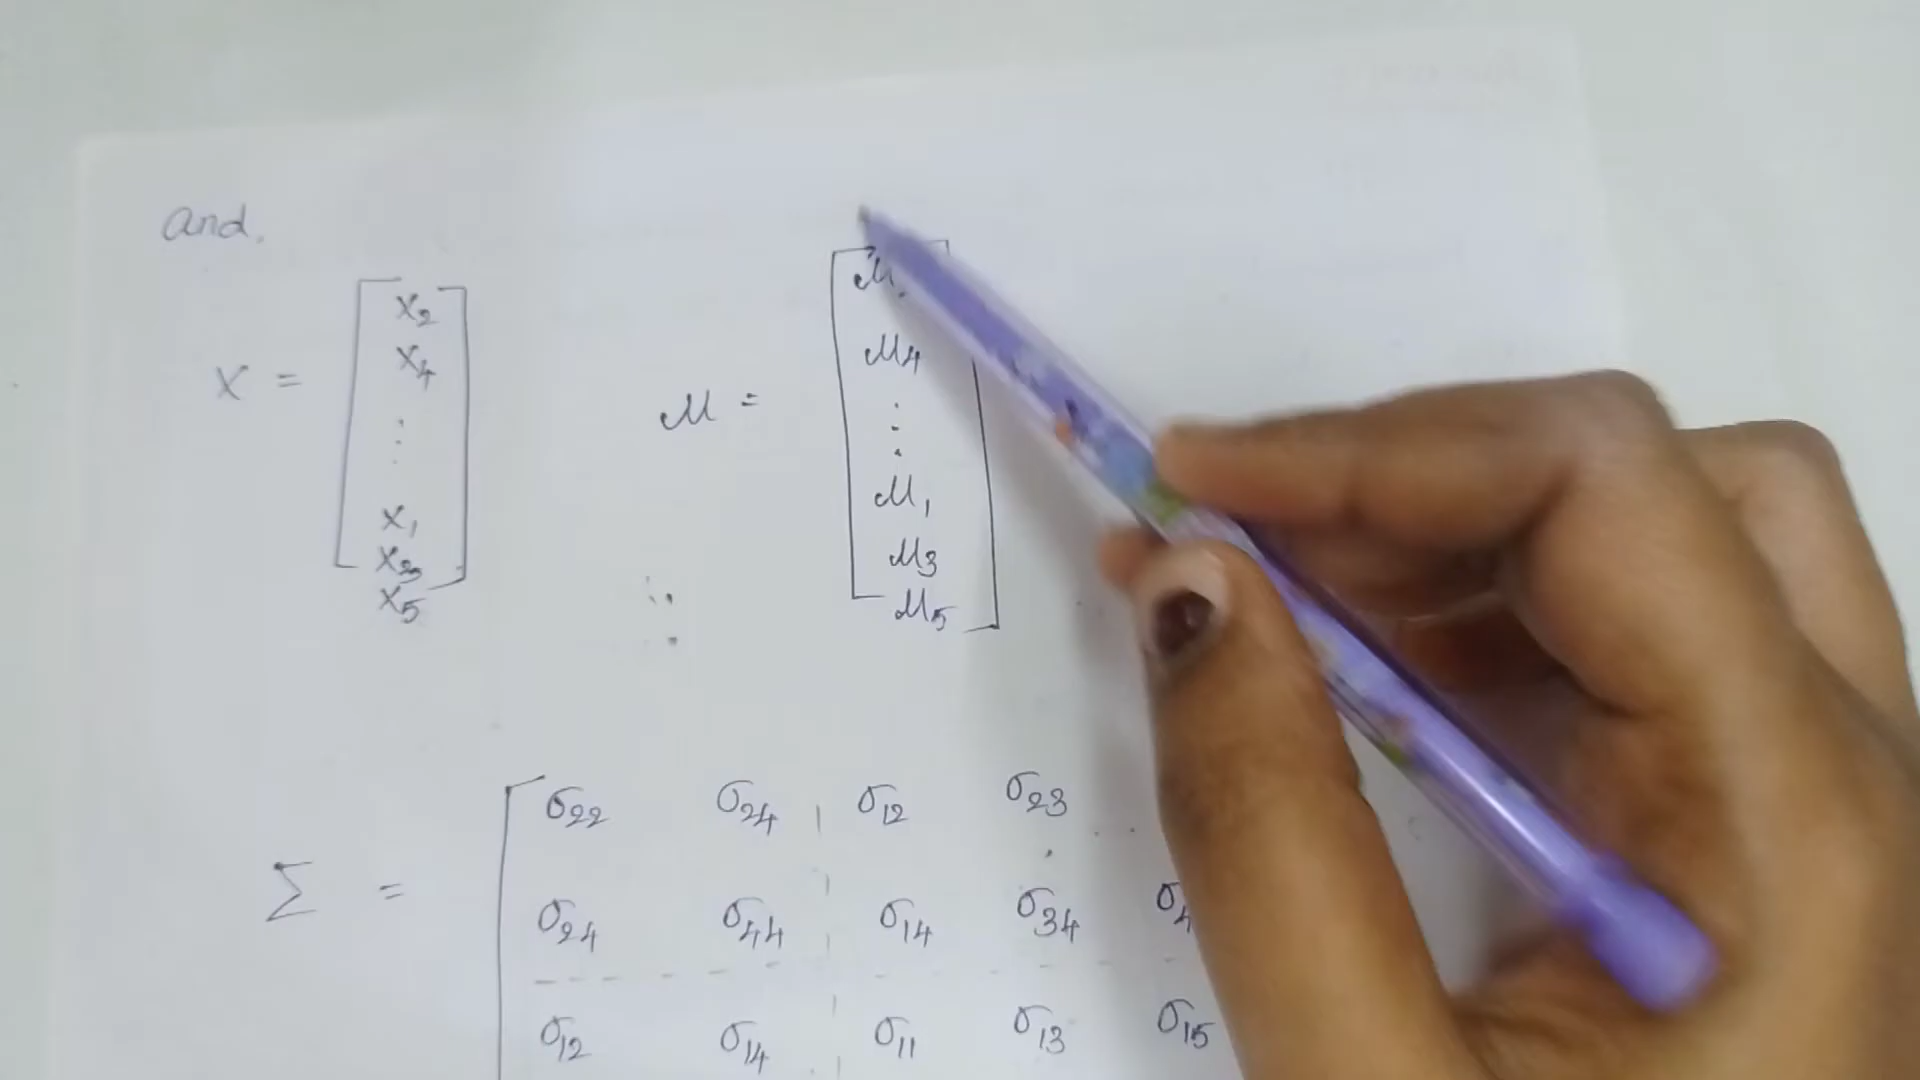 and.
X = [ X2 X4 ⋮ X1 X3 X5 ]
μ = [ μ μ4 ⋮ μ1 μ3 μ5 ]
∴
Σ = [ σ22 σ24 σ12 σ23
σ24 σ44 σ14 σ34 σ4
σ12 σ14 σ11 σ13 σ15